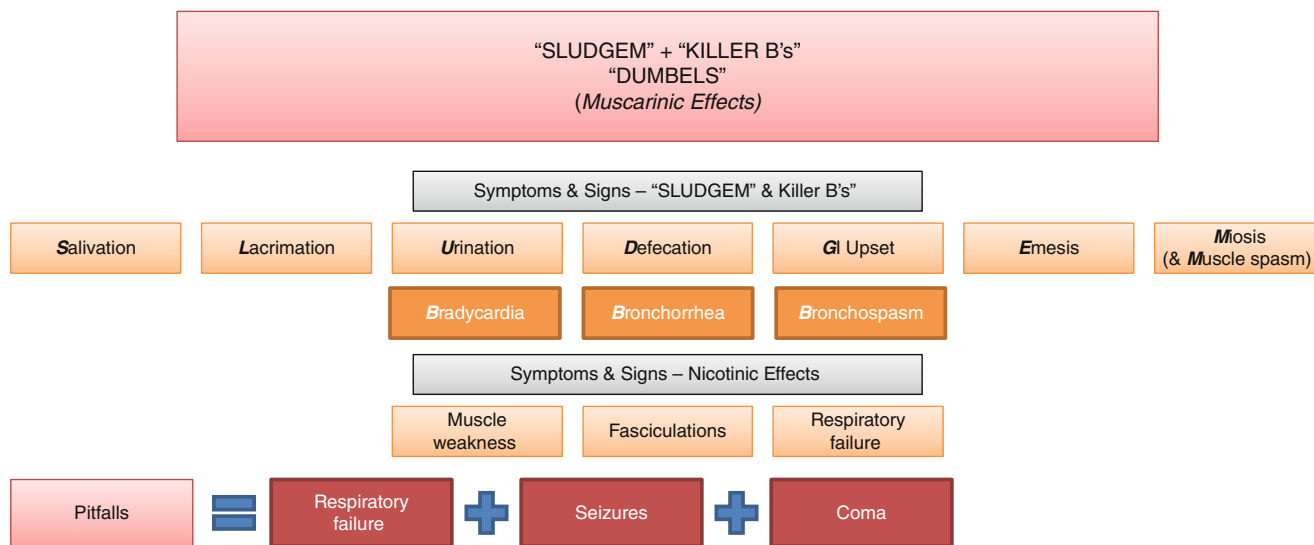 “SLUDGEM” + “KILLER B’s”
“DUMBELS”
(Muscarinic Effects)
Symptoms & Signs – “SLUDGEM” & Killer B’s”
Salivation
Lacrimation
Urination
Defecation
GI Upset
Emesis
Miosis
(& Muscle spasm)
Bradycardia
Bronchorrhea
Bronchospasm
Symptoms & Signs – Nicotinic Effects
Muscle
weakness
Fasciculations
Respiratory
failure
Pitfalls
Respiratory
failure
Seizures
Coma